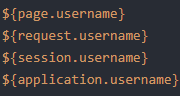 ${page.username}
${request.username}
${session.username}
${application.username}